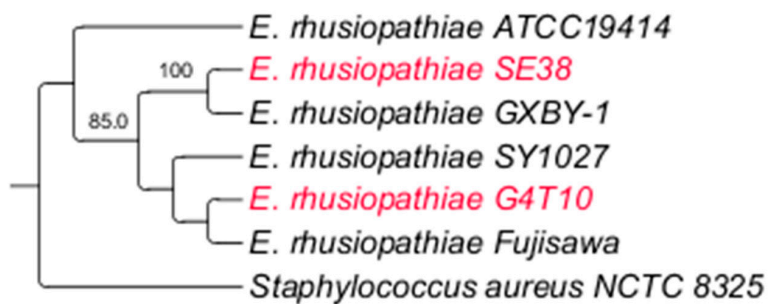 E. rhusiopathiae ATCC19414
100
E. rhusiopathiae SE38
E. rhusiopathiae GXBY-1
85.0
E. rhusiopathiae SY1027
E. rhusiopathiae G4T10
E. rhusiopathiae Fujisawa
Staphylococcus aureus NCTC 8325